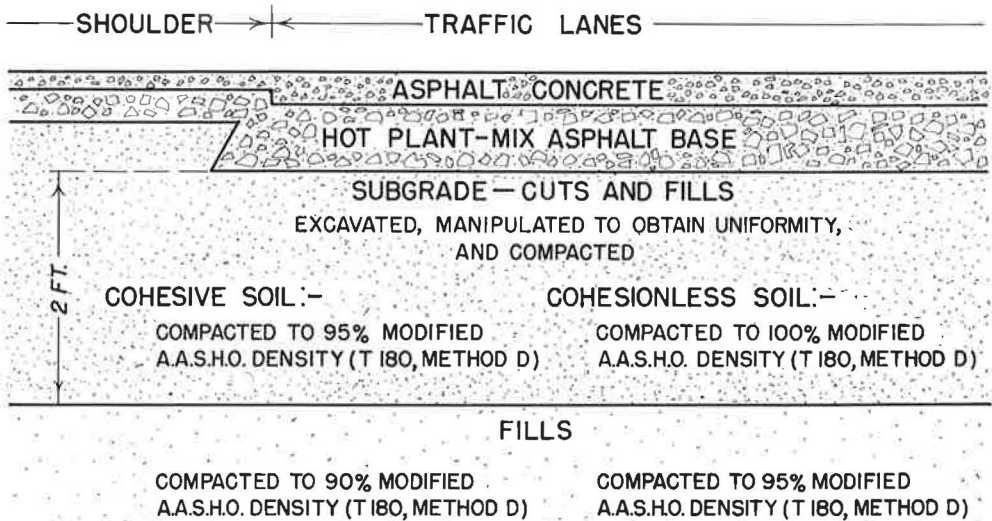 SHOULDER
TRAFFIC LANES
ASPHALT CONCRETE
HOT PLANT-MIX ASPHALT BASE
SUBGRADE — CUTS AND FILLS
EXCAVATED, MANIPULATED TO OBTAIN UNIFORMITY,
AND COMPACTED
2 FT.
COHESIVE SOIL:-
COMPACTED TO 95% MODIFIED
A.A.S.H.O. DENSITY (T 180, METHOD D)
COHESIONLESS SOIL:-
COMPACTED TO 100% MODIFIED
A.A.S.H.O. DENSITY (T 180, METHOD D)
FILLS
COMPACTED TO 90% MODIFIED
A.A.S.H.O. DENSITY (T 180, METHOD D)
COMPACTED TO 95% MODIFIED
A.A.S.H.O. DENSITY (T 180, METHOD D)